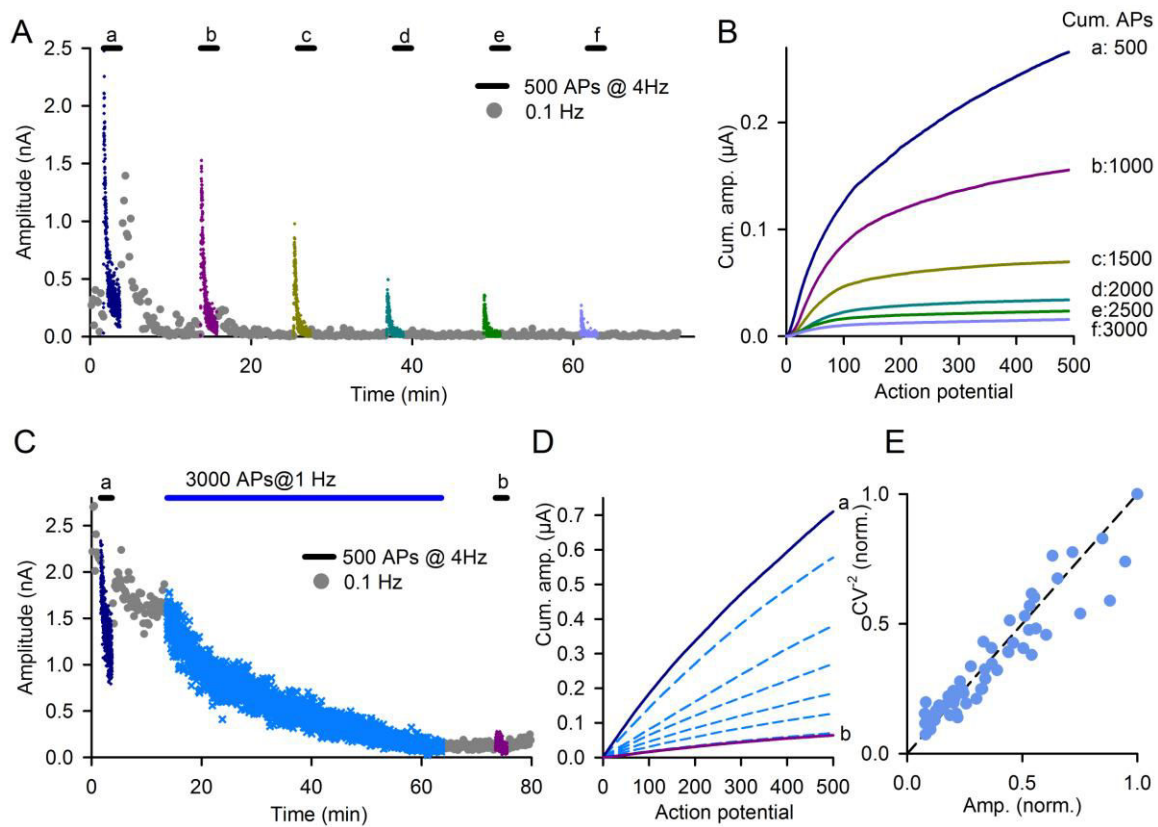 A
a b c d e f
2.5
2.0
1.5
1.0
0.5
0.0
Amplitude (nA)
500 APs @ 4Hz
0.1 Hz
0 20 40 60
Time (min)
B
Cum. APs
a: 500
b:1000
c:1500
d:2000
e:2500
f:3000
0.2
0.1
0.0
Cum. amp. (µA)
0 100 200 300 400 500
Action potential
C
a 3000 APs@1 Hz b
2.5
2.0
1.5
1.0
0.5
0.0
Amplitude (nA)
500 APs @ 4Hz
0.1 Hz
0 20 40 60 80
Time (min)
D
0.7
0.6
0.5
0.4
0.3
0.2
0.1
0.0
Cum. amp. (µA)
a
b
0 100 200 300 400 500
Action potential
E
1.0
0.5
0.0
CV⁻² (norm.)
0.0 0.5 1.0
Amp. (norm.)